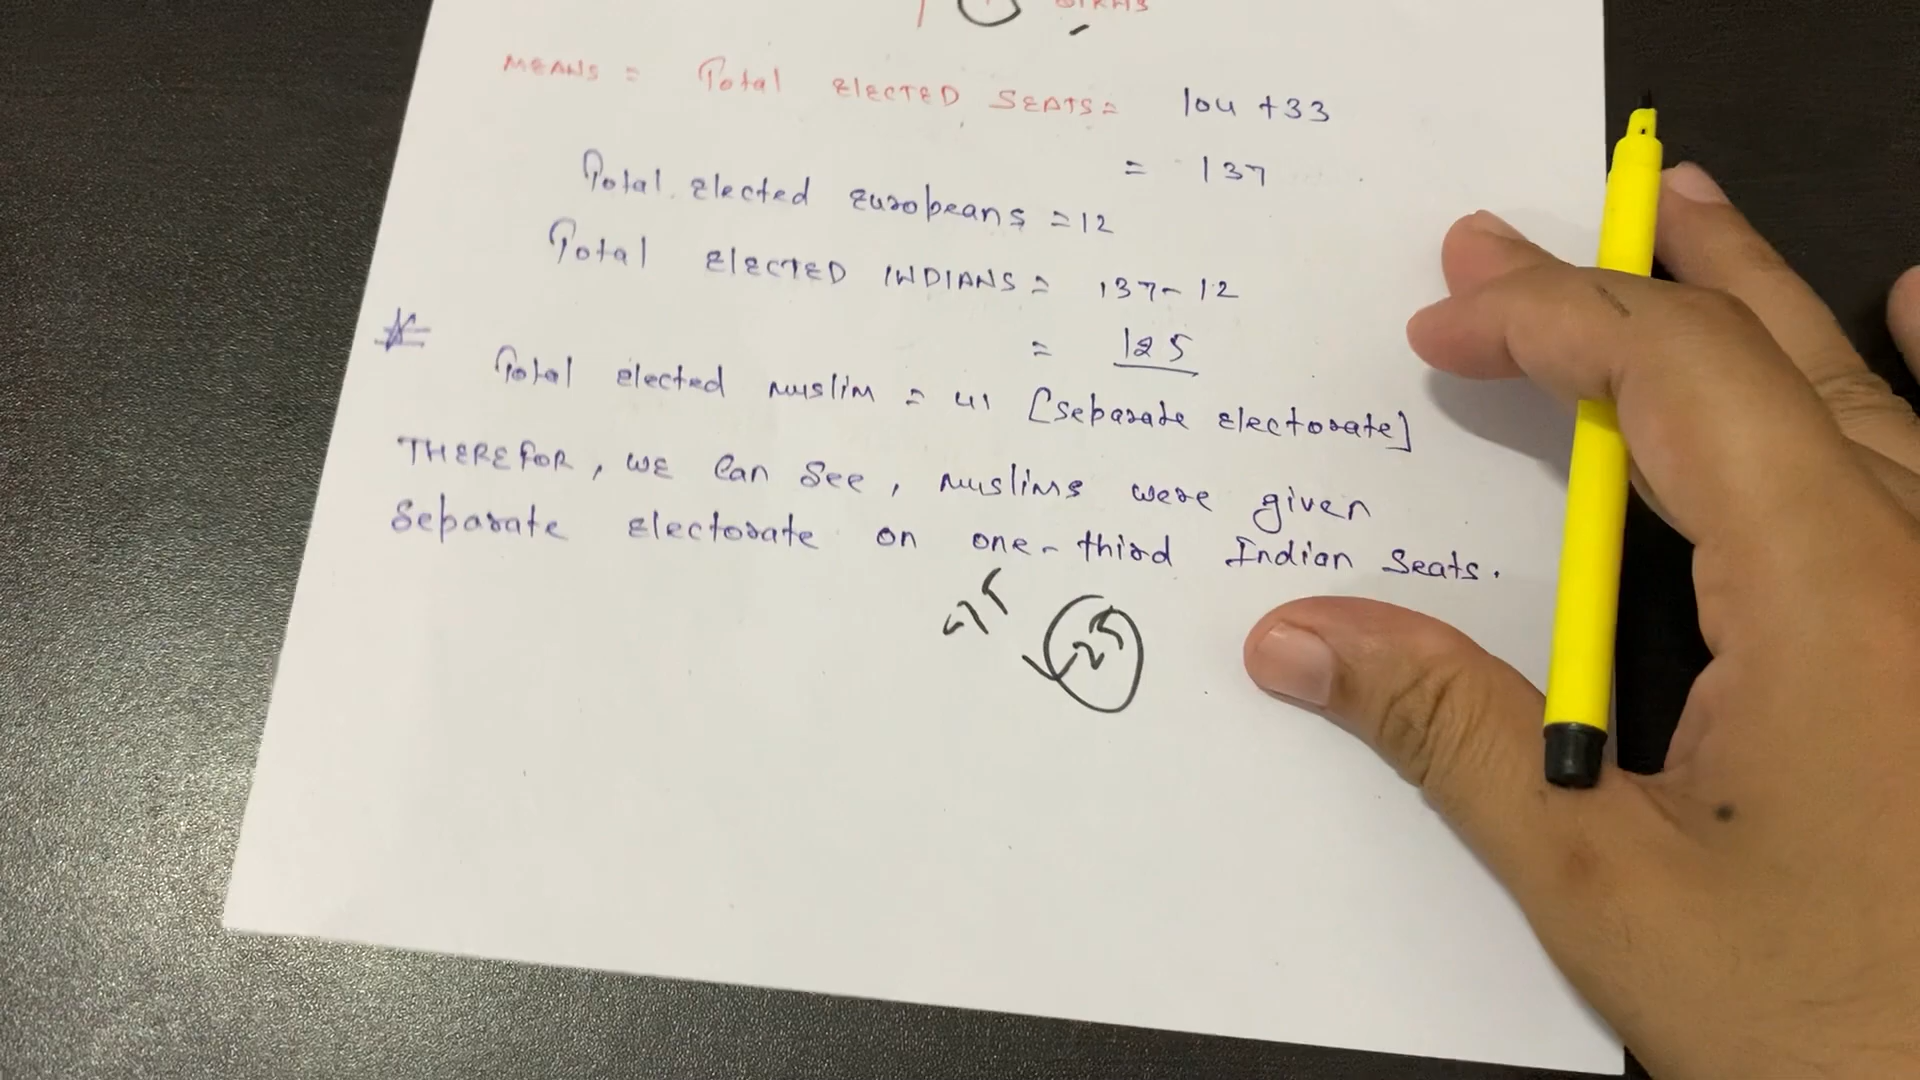 MEANS = Total ElECTED SEATS = 104 + 33
= 137
Total elected Europeans = 12
Total ElECTED INDIANS = 137 - 12
= 125
Total elected muslim = 41 [Separate Electorate]
THEREFOR, WE Can See, muslims were given
Separate Electorate on one-third Indian Seats.
25